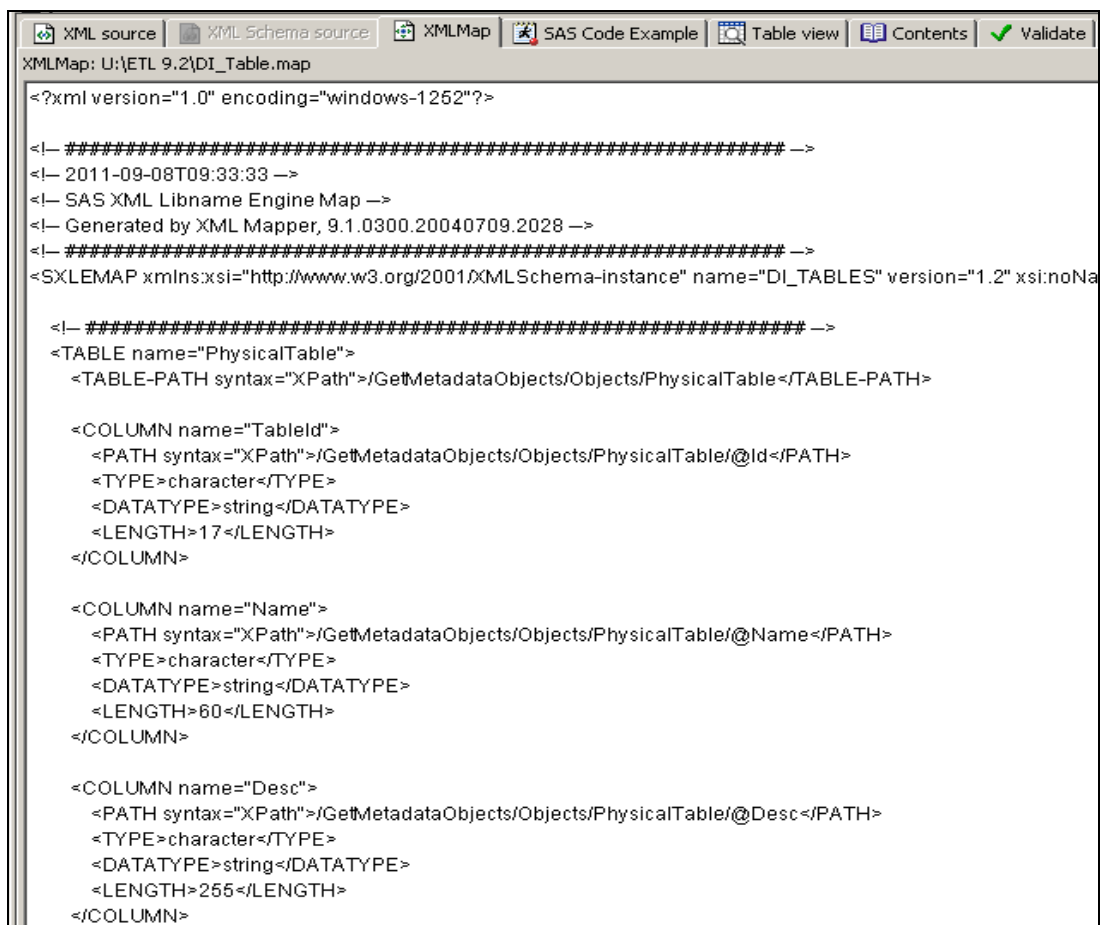 XML source XML Schema source XMLMap SAS Code Example Table view Contents Validate
XMLMap: U:\ETL 9.2\DI_Table.map
<?xml version="1.0" encoding="windows-1252"?>
<!-- ############################################################ -->
<!-- 2011-09-08T09:33:33 -->
<!-- SAS XML Libname Engine Map -->
<!-- Generated by XML Mapper, 9.1.0300.20040709.2028 -->
<!-- ############################################################ -->
<SXLEMAP xmlns:xsi="http://www.w3.org/2001/XMLSchema-instance" name="DI_TABLES" version="1.2" xsi:noNa
<!-- ############################################################ -->
<TABLE name="PhysicalTable">
<TABLE-PATH syntax="XPath">/GetMetadataObjects/Objects/PhysicalTable</TABLE-PATH>
<COLUMN name="TableId">
<PATH syntax="XPath">/GetMetadataObjects/Objects/PhysicalTable/@Id</PATH>
<TYPE>character</TYPE>
<DATATYPE>string</DATATYPE>
<LENGTH>17</LENGTH>
</COLUMN>
<COLUMN name="Name">
<PATH syntax="XPath">/GetMetadataObjects/Objects/PhysicalTable/@Name</PATH>
<TYPE>character</TYPE>
<DATATYPE>string</DATATYPE>
<LENGTH>60</LENGTH>
</COLUMN>
<COLUMN name="Desc">
<PATH syntax="XPath">/GetMetadataObjects/Objects/PhysicalTable/@Desc</PATH>
<TYPE>character</TYPE>
<DATATYPE>string</DATATYPE>
<LENGTH>255</LENGTH>
</COLUMN>